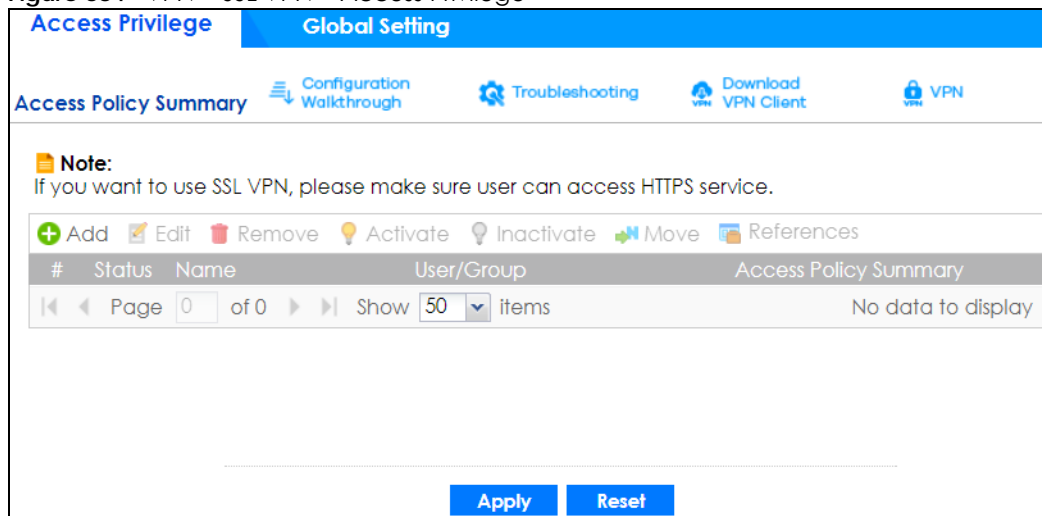 Access Privilege Global Setting
Access Policy Summary Configuration Walkthrough Troubleshooting Download VPN Client VPN
Note:
If you want to use SSL VPN, please make sure user can access HTTPS service.
Add Edit Remove Activate Inactivate Move References
# Status Name User/Group Access Policy Summary
Page 0 of 0 Show 50 items No data to display
Apply Reset